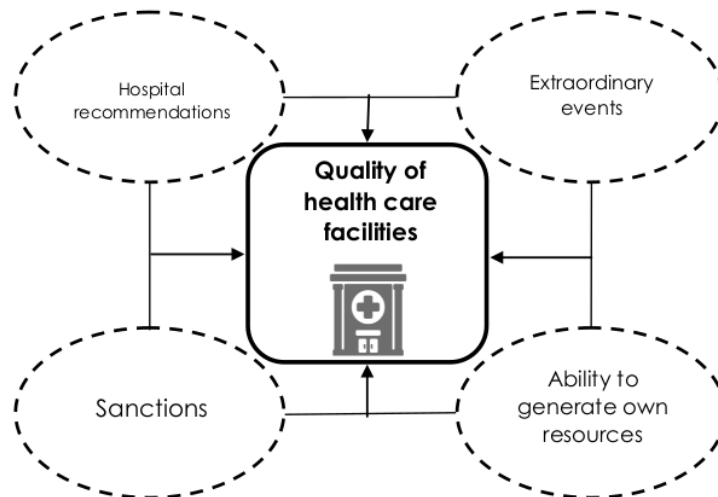 Hospital
recommendations
Extraordinary
events
Quality of
health care
facilities
Sanctions
Ability to
generate own
resources